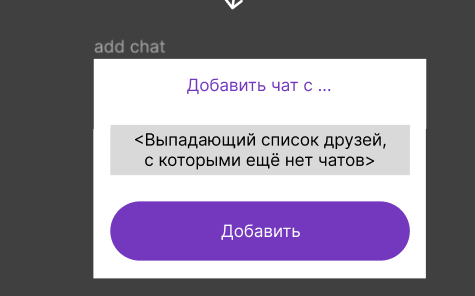 add chat
Добавить чат с ...
<Выпадающий список друзей,
с которыми ещё нет чатов>
Добавить